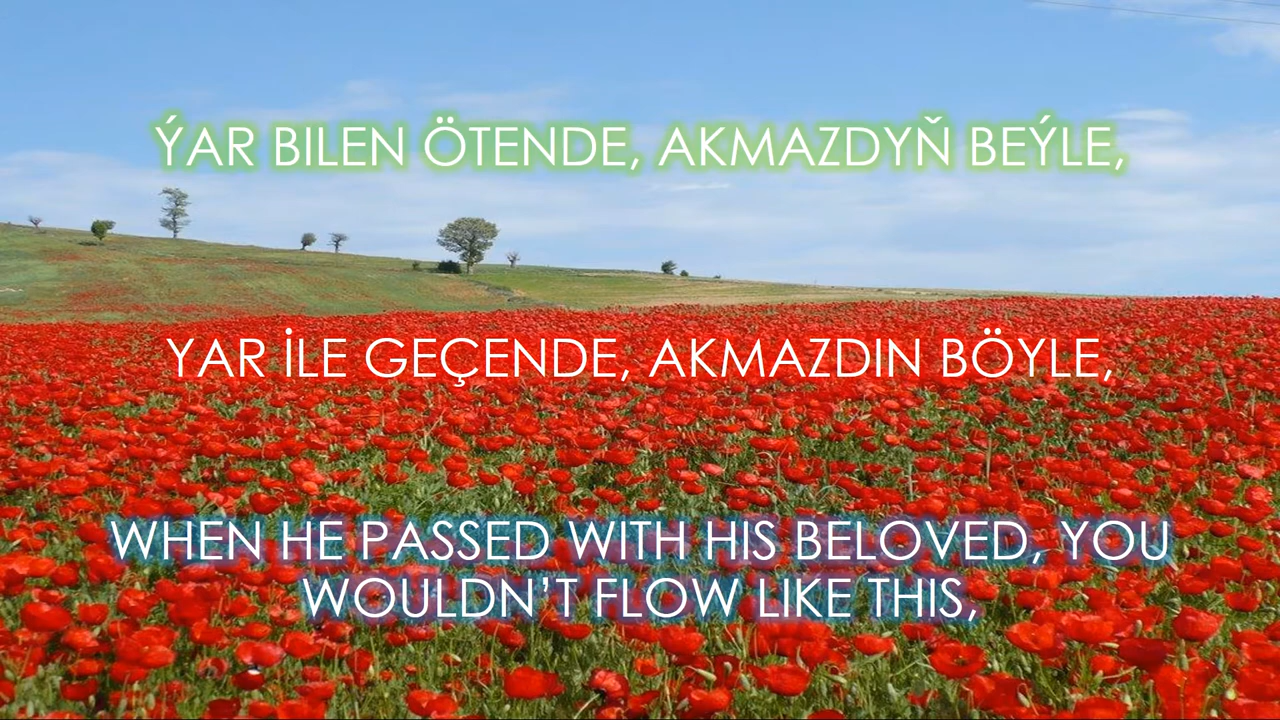 ÝAR BILEN ÖTENDE, AKMAZDYŇ BEÝLE,
YAR İLE GEÇENDE, AKMAZDIN BÖYLE,
WHEN HE PASSED WITH HIS BELOVED, YOU
WOULDN’T FLOW LIKE THIS,